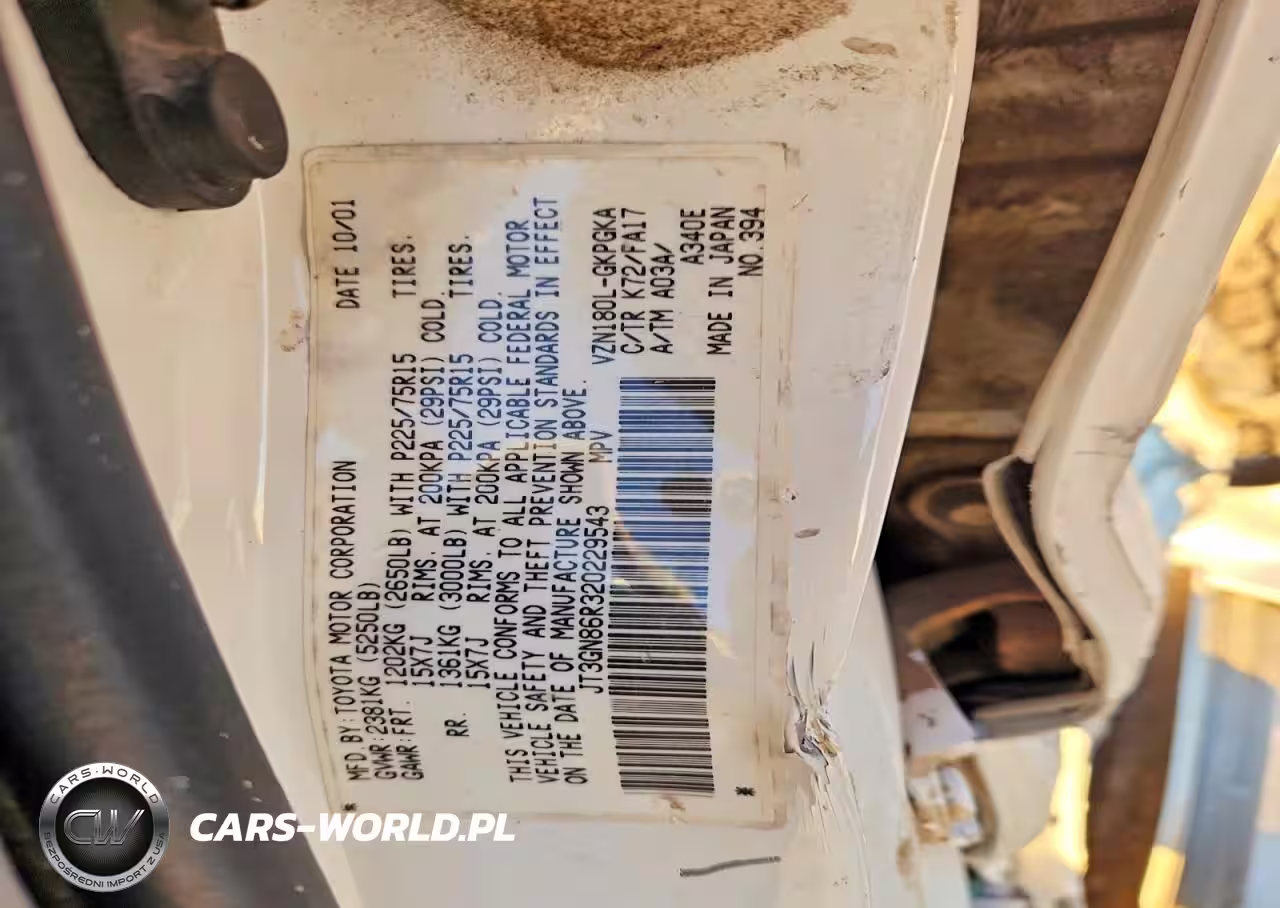 MFD BY:TOYOTA MOTOR CORPORATION DATE 10/01
GVWR:2381KG (5250LB)
GAWR:FRT. 1202KG (2650LB) WITH P225/75R15 TIRES.
15X7J RIMS. AT 200KPA (29PSI) COLD.
RR. 1361KG (3000LB) WITH P225/75R15 TIRES.
15X7J RIMS. AT 200KPA (29PSI) COLD.
THIS VEHICLE CONFORMS TO ALL APPLICABLE FEDERAL MOTOR
VEHICLE SAFETY AND THEFT PREVENTION STANDARDS IN EFFECT
ON THE DATE OF MANUFACTURE SHOWN ABOVE.
JT3GN86R320229543 MPV
VZN180L-GKPGKA
C/TR K72/FA17
A/TM A03A/
A340E
MADE IN JAPAN
NO.394
* *
CARS-WORLD
CW
BEZPOŚREDNI IMPORT Z USA
CARS-WORLD.PL